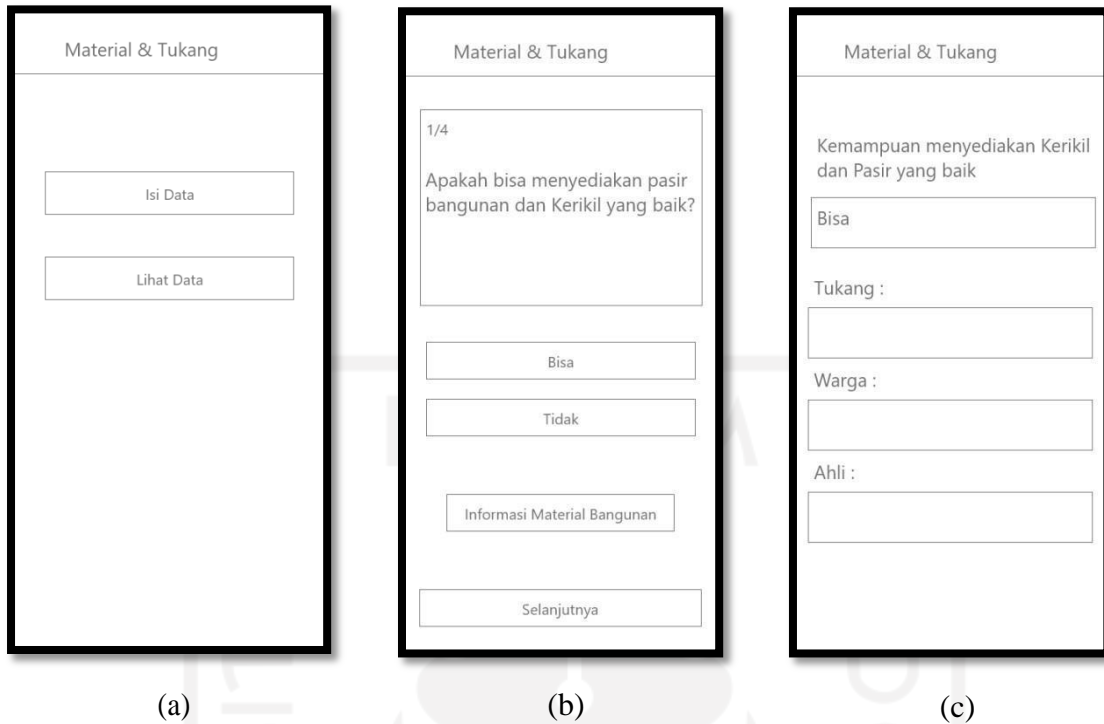 Material & Tukang
Isi Data
Lihat Data
(a)
Material & Tukang
1/4
Apakah bisa menyediakan pasir
bangunan dan Kerikil yang baik?
Bisa
Tidak
Informasi Material Bangunan
Selanjutnya
(b)
Material & Tukang
Kemampuan menyediakan Kerikil
dan Pasir yang baik
Bisa
Tukang :
Warga :
Ahli :
(c)